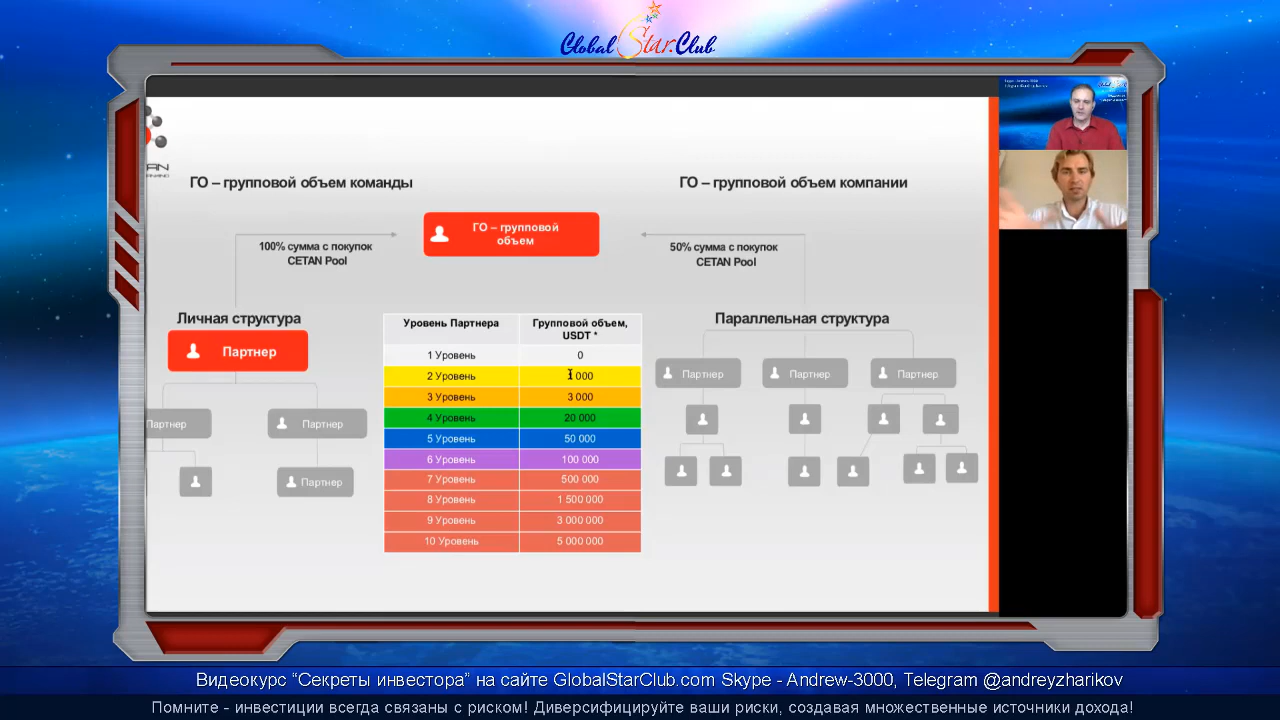 Global Star.Club
AN
ГО – групповой объем команды
ГО – групповой объем компании
ГО – групповой
объем
100% сумма с покупок
CETAN Pool
50% сумма с покупок
CETAN Pool
Личная структура
Партнер
Партнер
Партнер
Партнер
Уровень Партнера
Групповой объем,
USDT *
1 Уровень
0
2 Уровень
000
3 Уровень
3 000
4 Уровень
20 000
5 Уровень
50 000
6 Уровень
100 000
7 Уровень
500 000
8 Уровень
1 500 000
9 Уровень
3 000 000
10 Уровень
5 000 000
Параллельная структура
Партнер
Партнер
Партнер
Видеокурс "Секреты инвестора" на сайте GlobalStarClub.com Skype - Andrew-3000, Telegram @andreyzharikov
Помните - инвестиции всегда связаны с риском! Диверсифицируйте ваши риски, создавая множественные источники дохода!